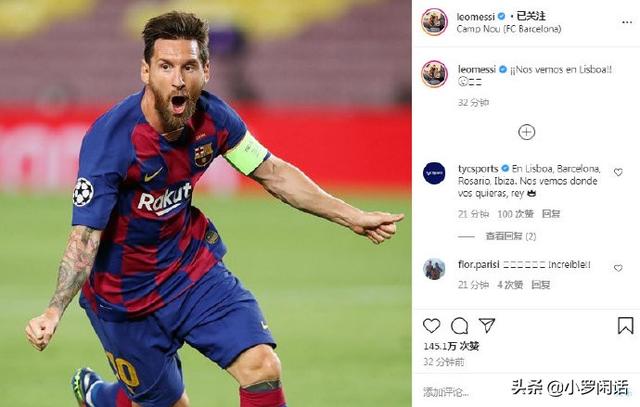 leomessi • 已关注
Camp Nou (FC Barcelona)
leomessi ¡¡Nos vemos en Lisboa!!
32 分钟
tycsports En Lisboa, Barcelona,
Rosario, Ibiza. Nos vemos donde
vos quieras, rey
21 分钟 100 次赞 回复
查看回复 (2)
flor.parisi Increíble!!
21 分钟 4 次赞 回复
145.1万 次赞
32 分钟前
添加评论...
头条 @小罗闲话
Rakut
10